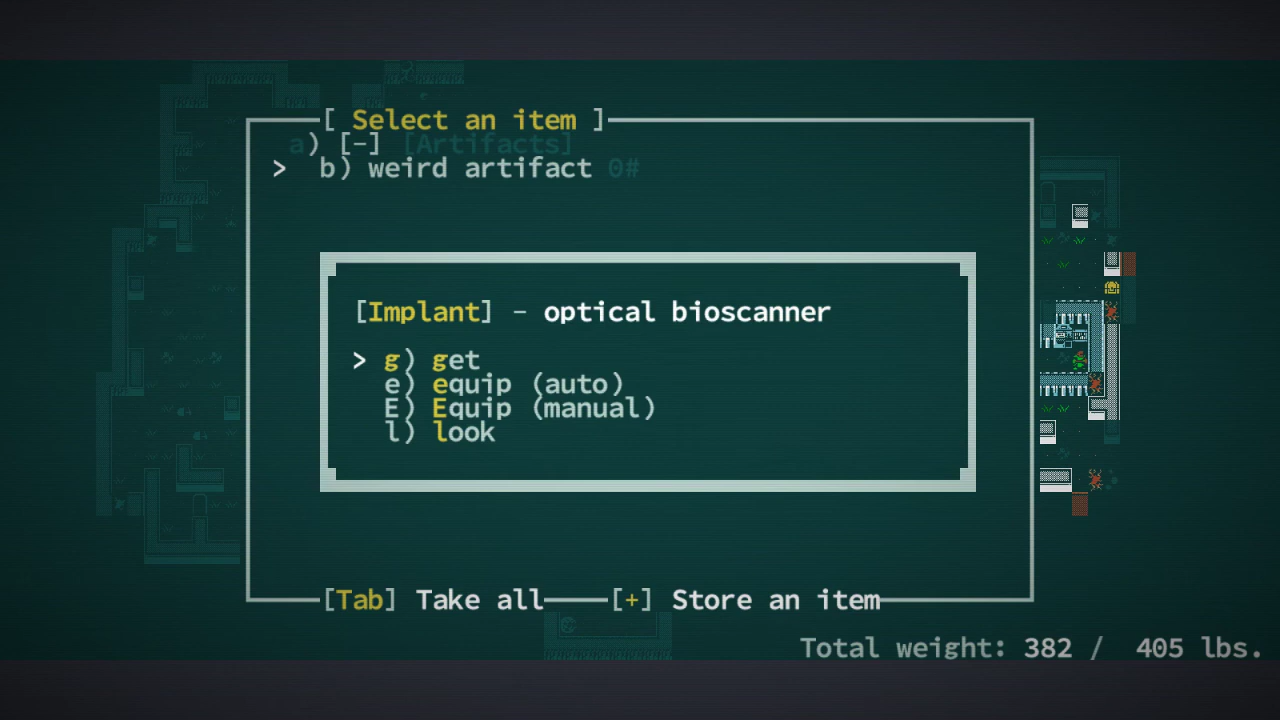 [ Select an item ]
a) [-] [Artifacts]
> b) weird artifact 0#
[Implant] - optical bioscanner
> g) get
e) equip (auto)
E) Equip (manual)
l) look
[Tab] Take all [+] Store an item
Total weight: 382 / 405 lbs.